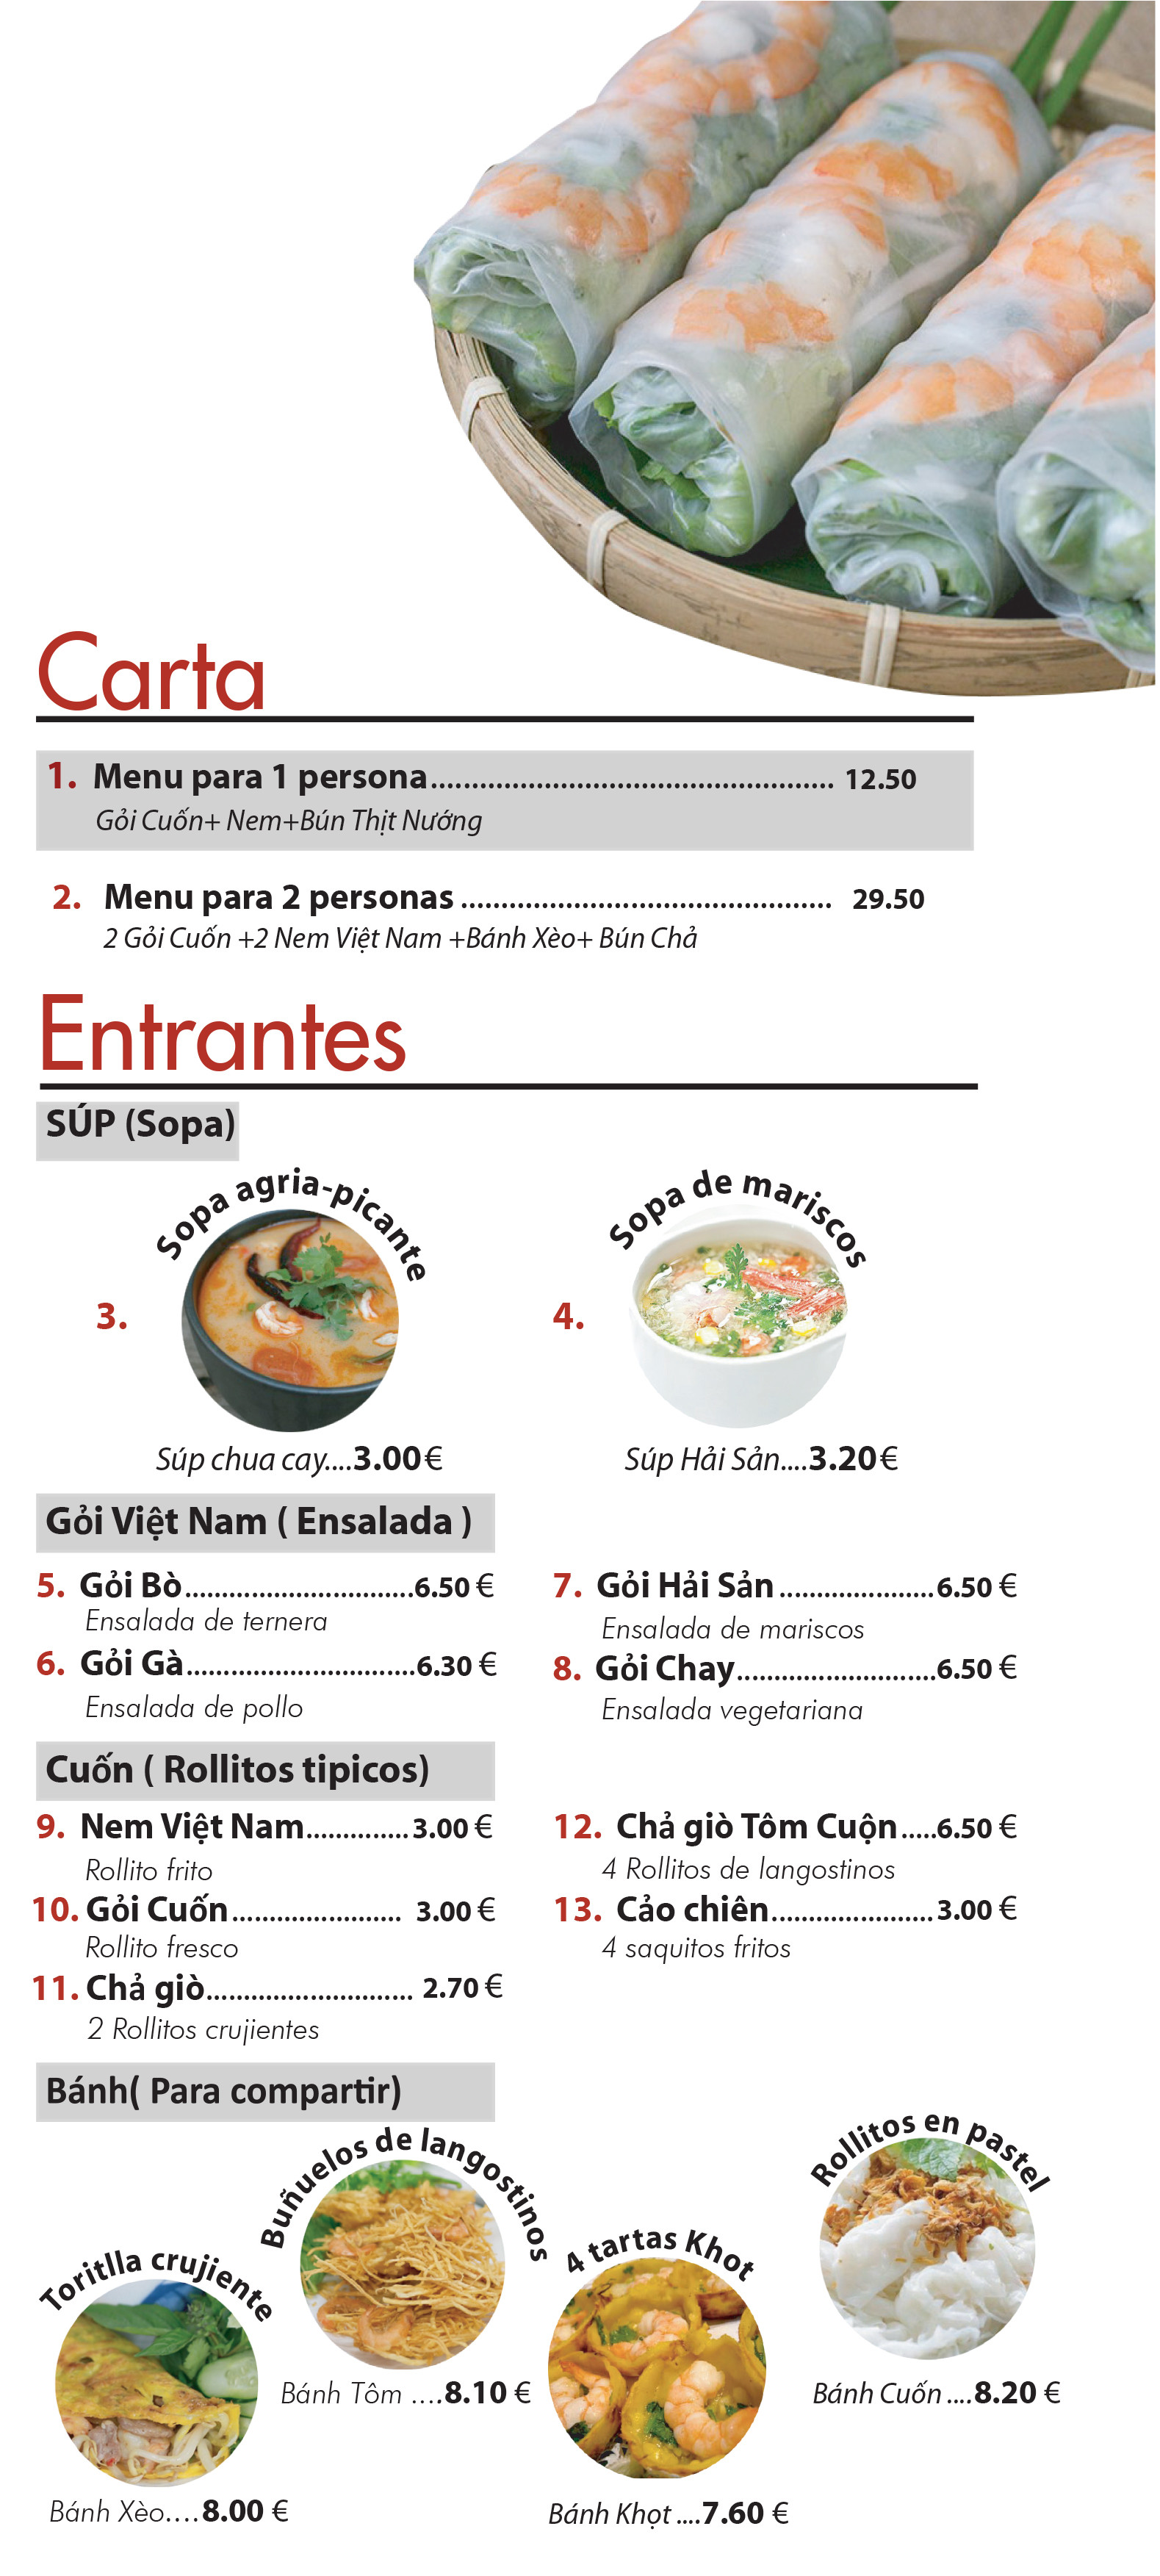 Carta
1. Menu para 1 persona.................................................. 12.50
Gỏi Cuốn+ Nem+Bún Thịt Nướng
2. Menu para 2 personas .............................................. 29.50
2 Gỏi Cuốn +2 Nem Việt Nam +Bánh Xèo+ Bún Chả
Entrantes
SÚP (Sopa)
Sopa agria-picante
3.
Súp chua cay....3.00€
Sopa de mariscos
4.
Súp Hải Sản....3.20€
Gỏi Việt Nam ( Ensalada )
5. Gỏi Bò..............................6.50 €
Ensalada de ternera
6. Gỏi Gà..............................6.30 €
Ensalada de pollo
7. Gỏi Hải Sản .....................6.50 €
Ensalada de mariscos
8. Gỏi Chay..........................6.50 €
Ensalada vegetariana
Cuốn ( Rollitos tipicos)
9. Nem Việt Nam..............3.00 €
Rollito frito
10. Gỏi Cuốn....................... 3.00 €
Rollito fresco
11. Chả giò........................... 2.70 €
2 Rollitos crujientes
12. Chả giò Tôm Cuộn.....6.50 €
4 Rollitos de langostinos
13. Cảo chiên......................3.00 €
4 saquitos fritos
Bánh( Para compartir)
Toritlla crujiente
Bánh Xèo....8.00 €
Buñuelos de langostinos
Bánh Tôm ....8.10 €
4 tartas Khot
Bánh Khọt ....7.60 €
Rollitos en pastel
Bánh Cuốn ....8.20 €